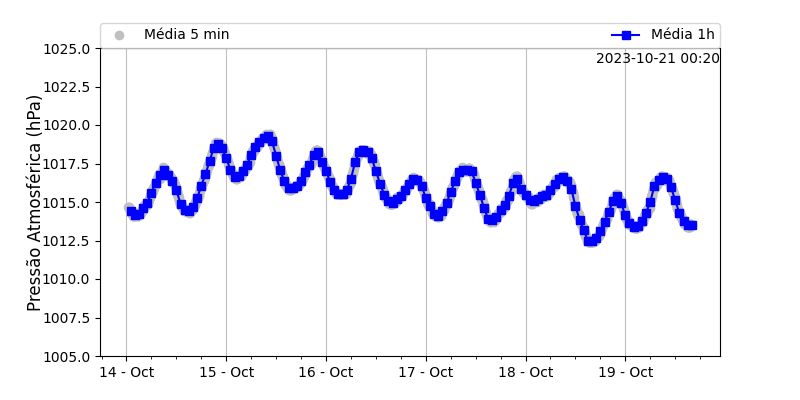 Média 5 min
Média 1h
2023-10-21 00:20
Pressão Atmosférica (hPa)
1025.0
1022.5
1020.0
1017.5
1015.0
1012.5
1010.0
1007.5
1005.0
14 - Oct
15 - Oct
16 - Oct
17 - Oct
18 - Oct
19 - Oct